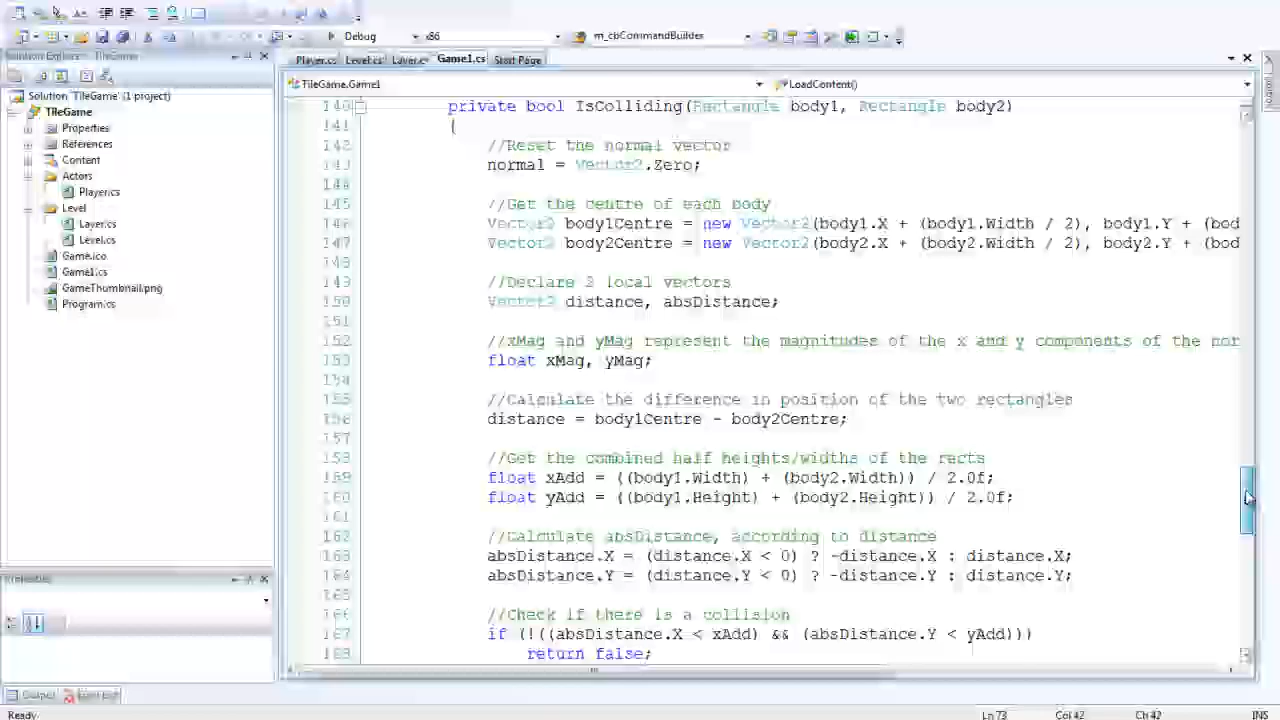 Debug
x86
m_cbCommandBuilder
Solution Explorer - TileGame
Player.cs
Level.cs
Layer.cs
Game1.cs
Start Page
TileGame.Game1
LoadContent()
Solution 'TileGame' (1 project)
TileGame
Properties
References
Content
Actors
Player.cs
Level
Layer.cs
Level.cs
Game.ico
Game1.cs
GameThumbnail.png
Program.cs
Properties
Output
140 private bool IsColliding(Rectangle body1, Rectangle body2)
141 {
142 //Reset the normal vector
143 normal = Vector2.Zero;
144
145 //Get the centre of each body
146 Vector2 body1Centre = new Vector2(body1.X + (body1.Width / 2), body1.Y + (bod
147 Vector2 body2Centre = new Vector2(body2.X + (body2.Width / 2), body2.Y + (bod
148
149 //Declare 2 local vectors
150 Vector2 distance, absDistance;
151
152 //xMag and yMag represent the magnitudes of the x and y components of the nor
153 float xMag, yMag;
154
155 //Calculate the difference in position of the two rectangles
156 distance = body1Centre - body2Centre;
157
158 //Get the combined half heights/widths of the rects
159 float xAdd = ((body1.Width) + (body2.Width)) / 2.0f;
160 float yAdd = ((body1.Height) + (body2.Height)) / 2.0f;
161
162 //Calculate absDistance, according to distance
163 absDistance.X = (distance.X < 0) ? -distance.X : distance.X;
164 absDistance.Y = (distance.Y < 0) ? -distance.Y : distance.Y;
165
166 //Check if there is a collision
167 if (!((absDistance.X < xAdd) && (absDistance.Y < yAdd)))
168 return false;
Ready
Ln 73
Col 42
Ch 42
INS